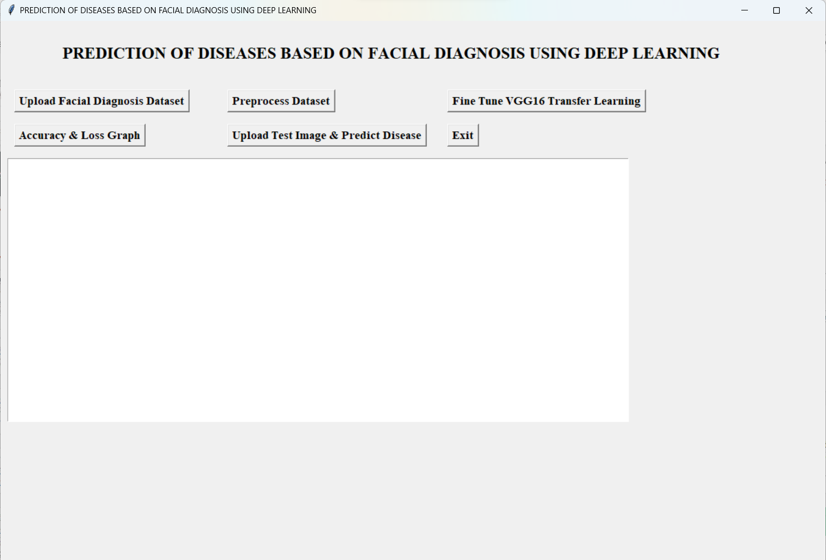 PREDICTION OF DISEASES BASED ON FACIAL DIAGNOSIS USING DEEP LEARNING
PREDICTION OF DISEASES BASED ON FACIAL DIAGNOSIS USING DEEP LEARNING
Upload Facial Diagnosis Dataset Preprocess Dataset Fine Tune VGG16 Transfer Learning
Accuracy & Loss Graph Upload Test Image & Predict Disease Exit